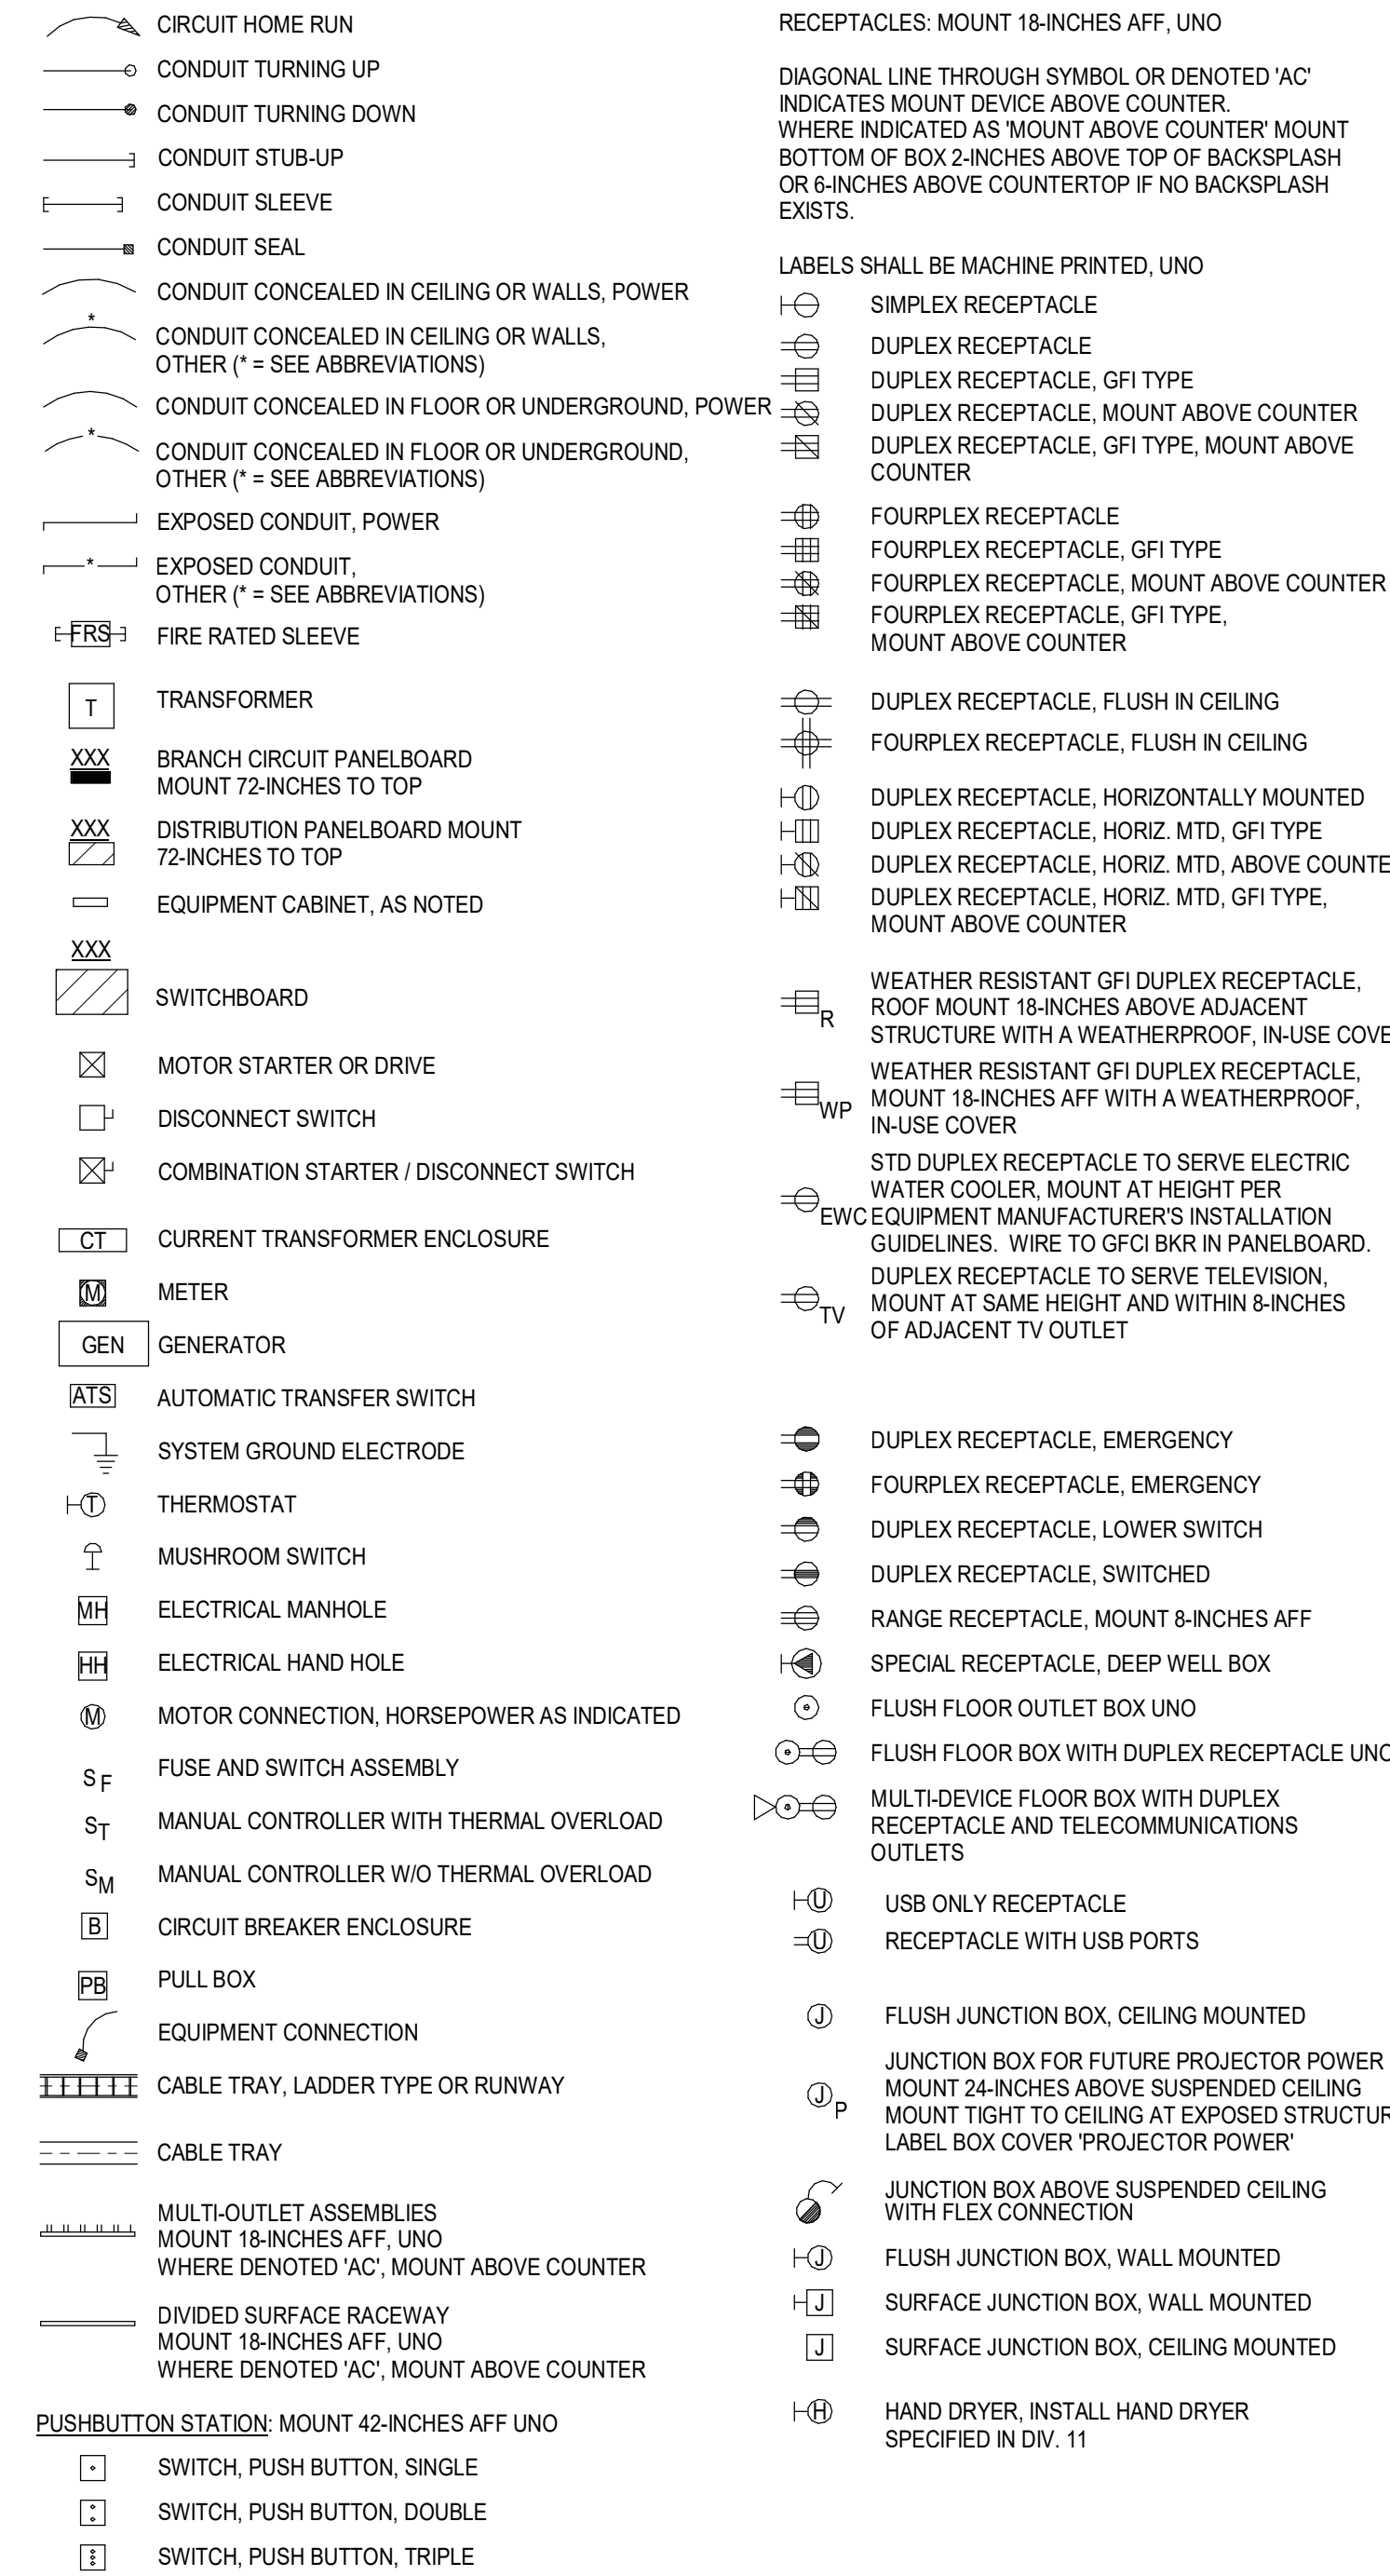 CIRCUIT HOME RUN
CONDUIT TURNING UP
CONDUIT TURNING DOWN
CONDUIT STUB-UP
CONDUIT SLEEVE
CONDUIT SEAL
CONDUIT CONCEALED IN CEILING OR WALLS, POWER
*
CONDUIT CONCEALED IN CEILING OR WALLS,
OTHER (* = SEE ABBREVIATIONS)
CONDUIT CONCEALED IN FLOOR OR UNDERGROUND, POWER
*
CONDUIT CONCEALED IN FLOOR OR UNDERGROUND,
OTHER (* = SEE ABBREVIATIONS)
EXPOSED CONDUIT, POWER
*
EXPOSED CONDUIT,
OTHER (* = SEE ABBREVIATIONS)
FRS FIRE RATED SLEEVE
T TRANSFORMER
XXX
BRANCH CIRCUIT PANELBOARD
MOUNT 72-INCHES TO TOP
XXX
DISTRIBUTION PANELBOARD MOUNT
72-INCHES TO TOP
EQUIPMENT CABINET, AS NOTED
XXX
SWITCHBOARD
MOTOR STARTER OR DRIVE
DISCONNECT SWITCH
COMBINATION STARTER / DISCONNECT SWITCH
CT CURRENT TRANSFORMER ENCLOSURE
M METER
GEN GENERATOR
ATS AUTOMATIC TRANSFER SWITCH
SYSTEM GROUND ELECTRODE
T THERMOSTAT
MUSHROOM SWITCH
MH ELECTRICAL MANHOLE
HH ELECTRICAL HAND HOLE
M MOTOR CONNECTION, HORSEPOWER AS INDICATED
SF FUSE AND SWITCH ASSEMBLY
ST MANUAL CONTROLLER WITH THERMAL OVERLOAD
SM MANUAL CONTROLLER W/O THERMAL OVERLOAD
B CIRCUIT BREAKER ENCLOSURE
PB PULL BOX
EQUIPMENT CONNECTION
CABLE TRAY, LADDER TYPE OR RUNWAY
CABLE TRAY
MULTI-OUTLET ASSEMBLIES
MOUNT 18-INCHES AFF, UNO
WHERE DENOTED 'AC', MOUNT ABOVE COUNTER
DIVIDED SURFACE RACEWAY
MOUNT 18-INCHES AFF, UNO
WHERE DENOTED 'AC', MOUNT ABOVE COUNTER
PUSHBUTTON STATION: MOUNT 42-INCHES AFF UNO
SWITCH, PUSH BUTTON, SINGLE
SWITCH, PUSH BUTTON, DOUBLE
SWITCH, PUSH BUTTON, TRIPLE
RECEPTACLES: MOUNT 18-INCHES AFF, UNO
DIAGONAL LINE THROUGH SYMBOL OR DENOTED 'AC'
INDICATES MOUNT DEVICE ABOVE COUNTER.
WHERE INDICATED AS 'MOUNT ABOVE COUNTER' MOUNT
BOTTOM OF BOX 2-INCHES ABOVE TOP OF BACKSPLASH
OR 6-INCHES ABOVE COUNTERTOP IF NO BACKSPLASH
EXISTS.
LABELS SHALL BE MACHINE PRINTED, UNO
SIMPLEX RECEPTACLE
DUPLEX RECEPTACLE
DUPLEX RECEPTACLE, GFI TYPE
DUPLEX RECEPTACLE, MOUNT ABOVE COUNTER
DUPLEX RECEPTACLE, GFI TYPE, MOUNT ABOVE
COUNTER
FOURPLEX RECEPTACLE
FOURPLEX RECEPTACLE, GFI TYPE
FOURPLEX RECEPTACLE, MOUNT ABOVE COUNTER
FOURPLEX RECEPTACLE, GFI TYPE,
MOUNT ABOVE COUNTER
DUPLEX RECEPTACLE, FLUSH IN CEILING
FOURPLEX RECEPTACLE, FLUSH IN CEILING
DUPLEX RECEPTACLE, HORIZONTALLY MOUNTED
DUPLEX RECEPTACLE, HORIZ. MTD, GFI TYPE
DUPLEX RECEPTACLE, HORIZ. MTD, ABOVE COUNTE
DUPLEX RECEPTACLE, HORIZ. MTD, GFI TYPE,
MOUNT ABOVE COUNTER
WEATHER RESISTANT GFI DUPLEX RECEPTACLE,
R ROOF MOUNT 18-INCHES ABOVE ADJACENT
STRUCTURE WITH A WEATHERPROOF, IN-USE COVE
WEATHER RESISTANT GFI DUPLEX RECEPTACLE,
WP MOUNT 18-INCHES AFF WITH A WEATHERPROOF,
IN-USE COVER
STD DUPLEX RECEPTACLE TO SERVE ELECTRIC
WATER COOLER, MOUNT AT HEIGHT PER
EWC EQUIPMENT MANUFACTURER'S INSTALLATION
GUIDELINES. WIRE TO GFCI BKR IN PANELBOARD.
DUPLEX RECEPTACLE TO SERVE TELEVISION,
TV MOUNT AT SAME HEIGHT AND WITHIN 8-INCHES
OF ADJACENT TV OUTLET
DUPLEX RECEPTACLE, EMERGENCY
FOURPLEX RECEPTACLE, EMERGENCY
DUPLEX RECEPTACLE, LOWER SWITCH
DUPLEX RECEPTACLE, SWITCHED
RANGE RECEPTACLE, MOUNT 8-INCHES AFF
SPECIAL RECEPTACLE, DEEP WELL BOX
FLUSH FLOOR OUTLET BOX UNO
FLUSH FLOOR BOX WITH DUPLEX RECEPTACLE UNO
MULTI-DEVICE FLOOR BOX WITH DUPLEX
RECEPTACLE AND TELECOMMUNICATIONS
OUTLETS
U USB ONLY RECEPTACLE
U RECEPTACLE WITH USB PORTS
J FLUSH JUNCTION BOX, CEILING MOUNTED
JUNCTION BOX FOR FUTURE PROJECTOR POWER
J P MOUNT 24-INCHES ABOVE SUSPENDED CEILING
MOUNT TIGHT TO CEILING AT EXPOSED STRUCTUR
LABEL BOX COVER 'PROJECTOR POWER'
JUNCTION BOX ABOVE SUSPENDED CEILING
WITH FLEX CONNECTION
J FLUSH JUNCTION BOX, WALL MOUNTED
J SURFACE JUNCTION BOX, WALL MOUNTED
J SURFACE JUNCTION BOX, CEILING MOUNTED
H HAND DRYER, INSTALL HAND DRYER
SPECIFIED IN DIV. 11